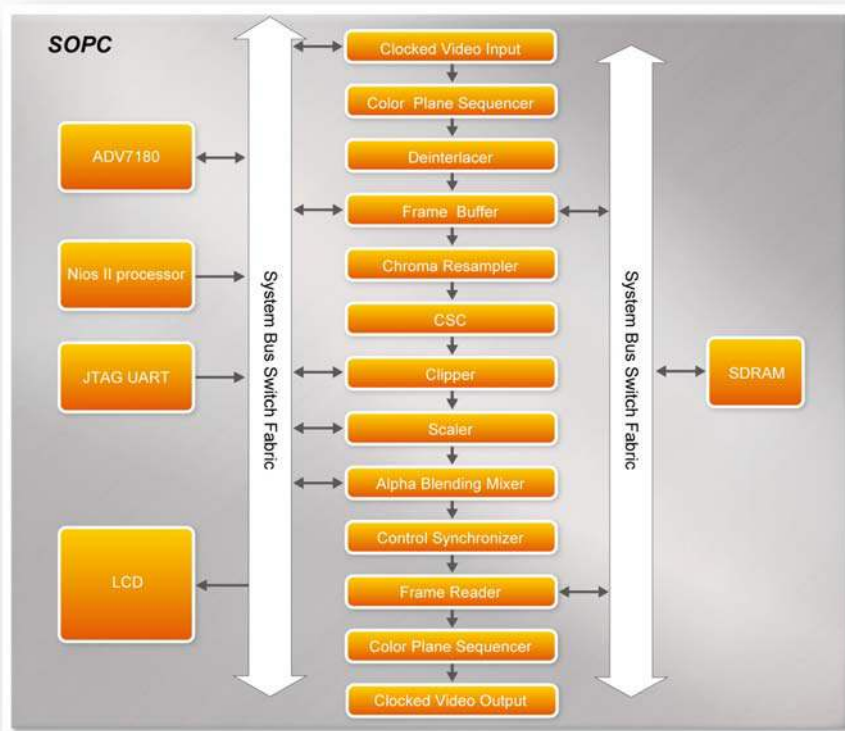 SOPC
ADV7180
Nios II processor
JTAG UART
LCD
System Bus Switch Fabric
Clocked Video Input
Color Plane Sequencer
Deinterlacer
Frame Buffer
Chroma Resampler
CSC
Clipper
Scaler
Alpha Blending Mixer
Control Synchronizer
Frame Reader
Color Plane Sequencer
Clocked Video Output
System Bus Switch Fabric
SDRAM